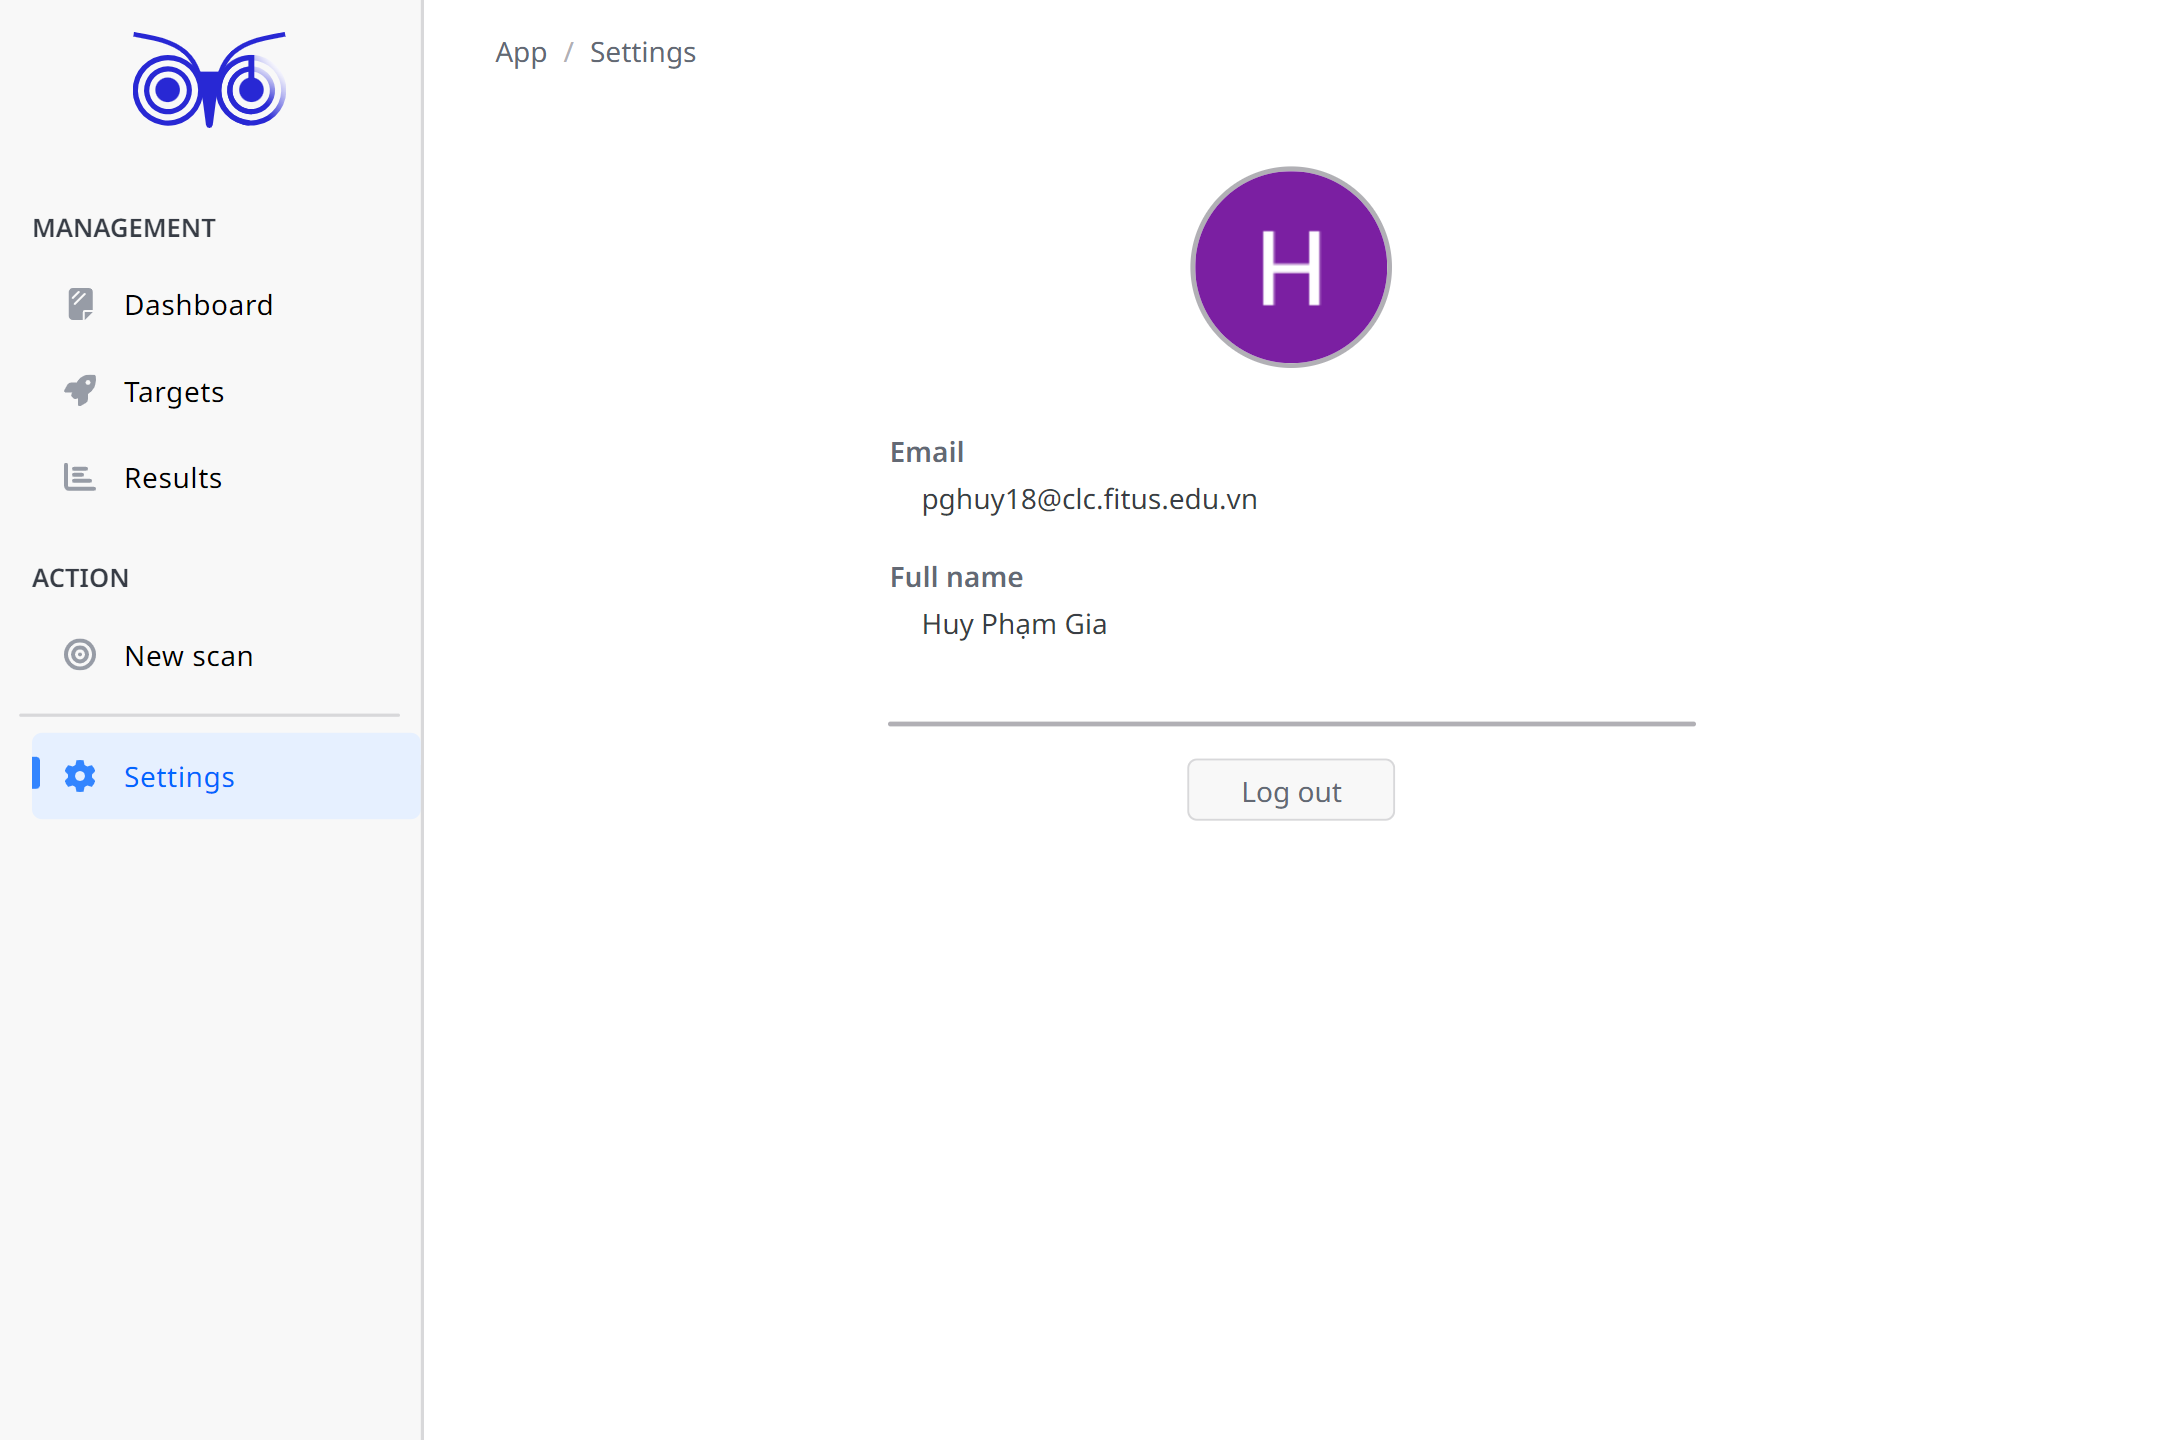 App / Settings
MANAGEMENT
Dashboard
Targets
Results
ACTION
New scan
Settings
H
Email
pghuy18@clc.fitus.edu.vn
Full name
Huy Phạm Gia
Log out